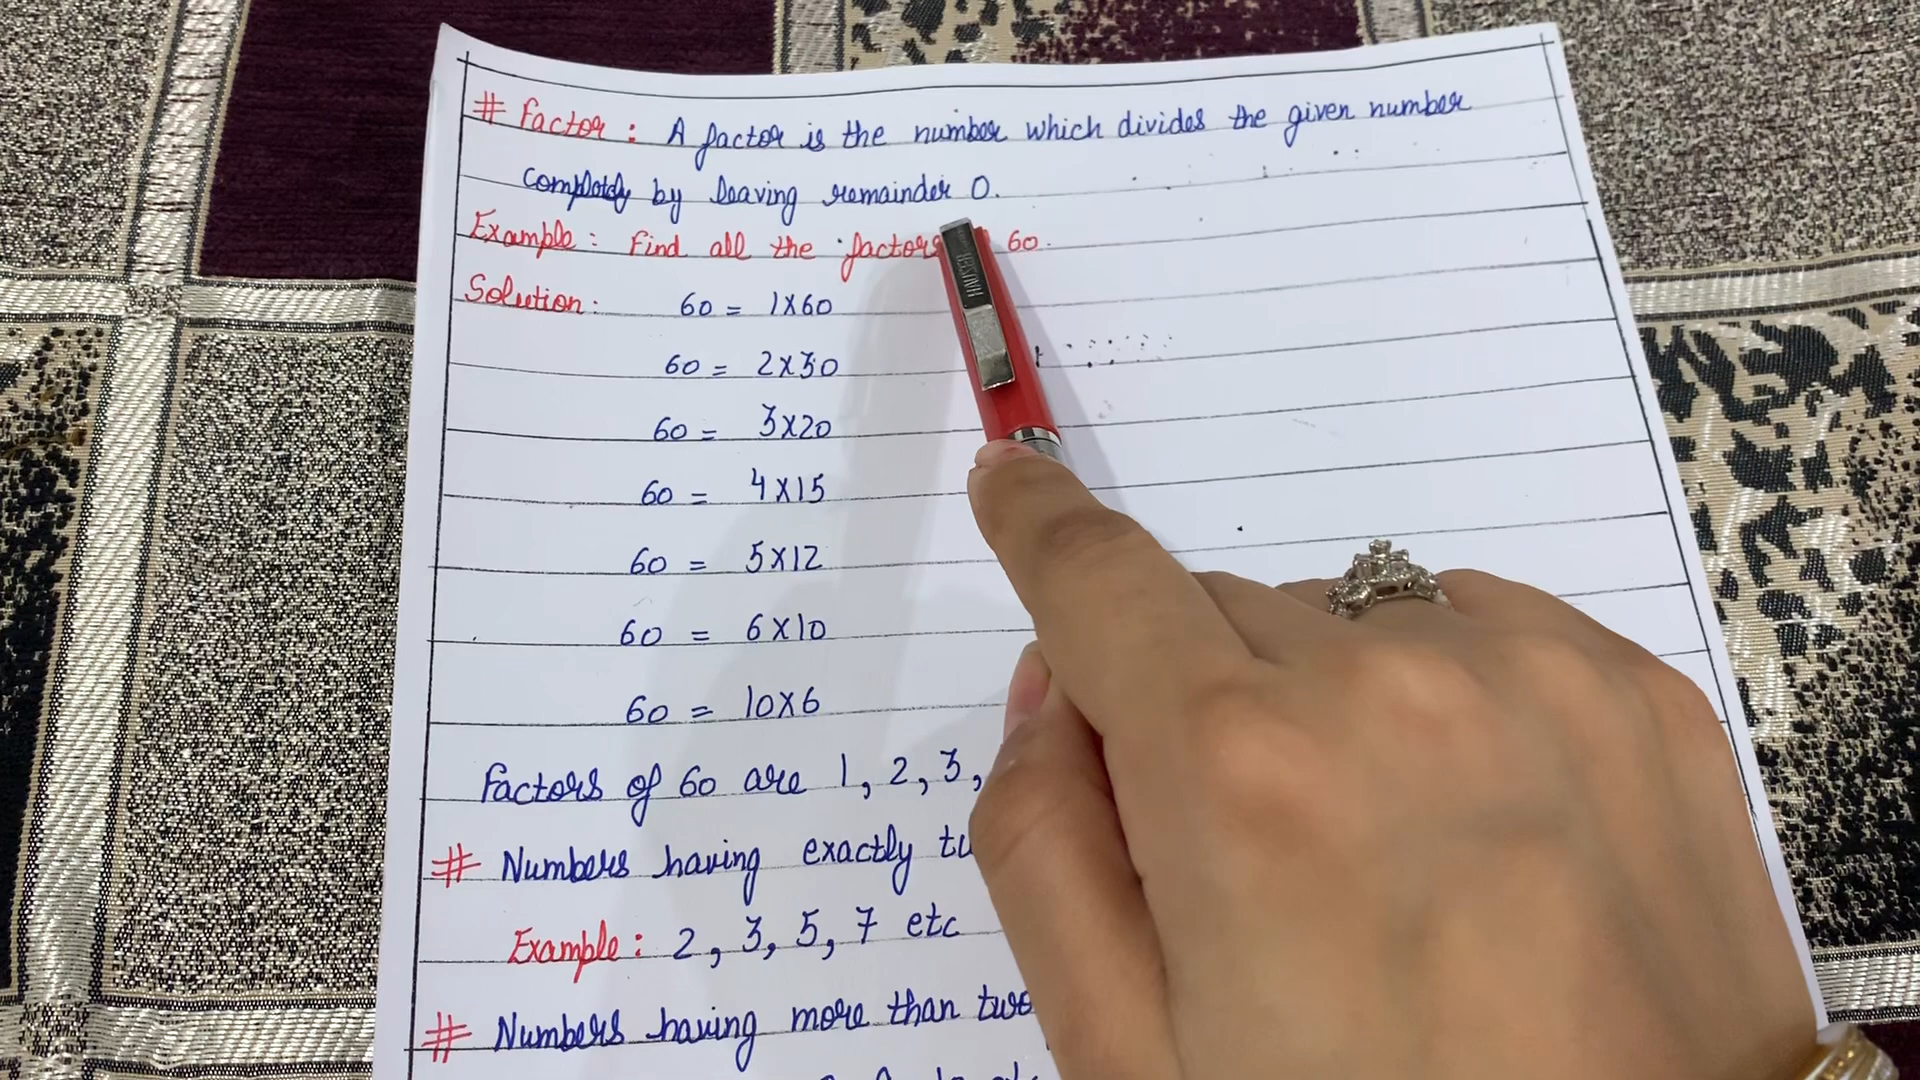 # Factor : A factor is the number which divides the given number
completely by leaving remainder 0.
Example : Find all the factors 60.
Solution : 60 = 1X60
60 = 2X30
60 = 3X20
60 = 4X15
60 = 5X12
60 = 6X10
60 = 10X6
Factors of 60 are 1, 2, 3,
# Numbers having exactly
Example : 2, 3, 5, 7 etc
# Numbers having more than two
HAUSER